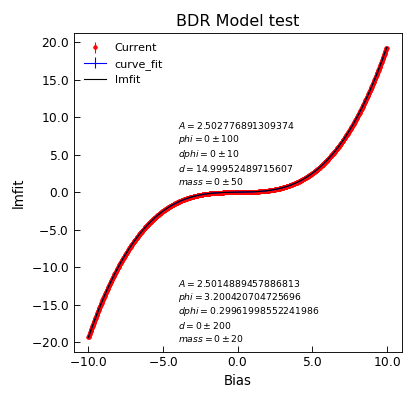 BDR Model test
20.0
Current
curve_fit
lmfit
15.0
10.0
A = 2.502776891309374
phi = 0 ± 100
5.0
dphi = 0 ± 10
d = 14.99952489715607
mass = 0 ± 50
0.0
Imfit
−5.0
−10.0
A = 2.5014889457886813
phi = 3.200420704725696
−15.0
dphi = 0.29961998552241986
d = 0 ± 200
mass = 0 ± 20
−20.0
−10.0 −5.0 0.0 5.0 10.0
Bias